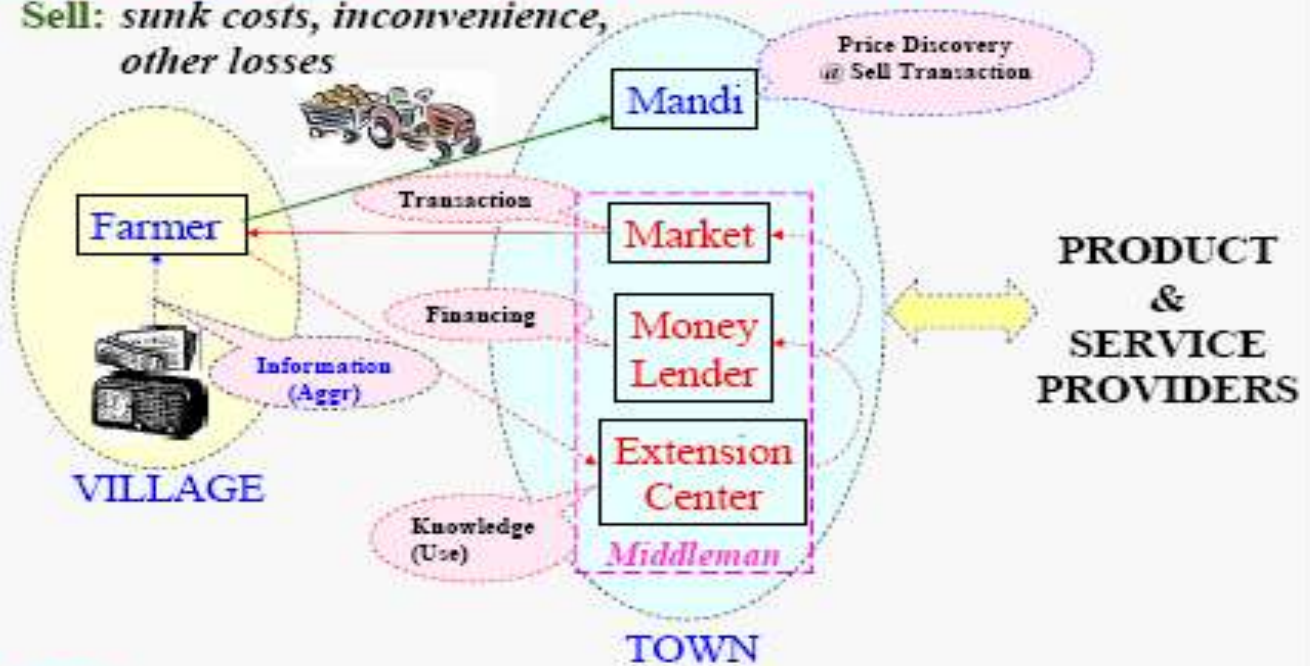 Sell: sunk costs, inconvenience,
other losses
Price Discovery
@ Sell Transaction
Mandi
Transaction
Farmer
Market
Financing
Money
Lender
Information
(Aggr)
Extension
Center
Knowledge
(Use)
Middleman
VILLAGE
TOWN
PRODUCT
&
SERVICE
PROVIDERS